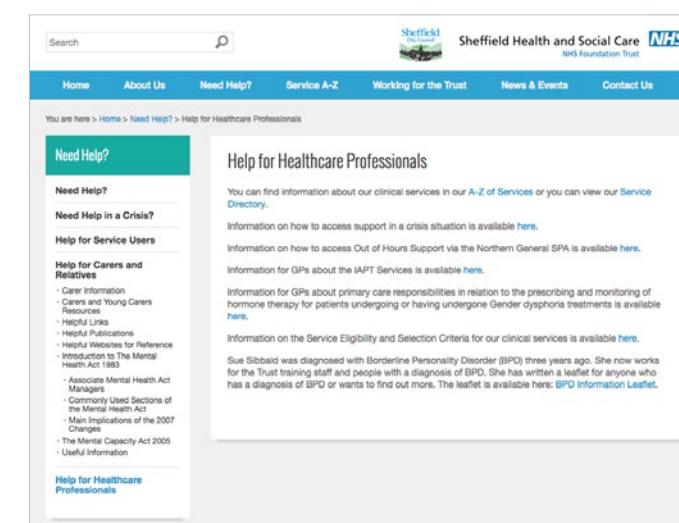 Search
Sheffield
City Council
Sheffield Health and Social Care NHS
NHS Foundation Trust
Home About Us Need Help? Service A-Z Working for the Trust News & Events Contact Us
You are here > Home > Need Help? > Help for Healthcare Professionals
Need Help?
Need Help?
Need Help in a Crisis?
Help for Service Users
Help for Carers and
Relatives
- Carer Information
- Carers and Young Carers
Resources
- Helpful Links
- Helpful Publications
- Helpful Websites for Reference
- Introduction to The Mental
Health Act 1983
- Associate Mental Health Act
Managers
- Commonly Used Sections of
the Mental Health Act
- Main Implications of the 2007
Changes
- The Mental Capacity Act 2005
- Useful Information
Help for Healthcare
Professionals
Help for Healthcare Professionals
You can find information about our clinical services in our A-Z of Services or you can view our Service
Directory.
Information on how to access support in a crisis situation is available here.
Information on how to access Out of Hours Support via the Northern General SPA is available here.
Information for GPs about the IAPT Services is available here.
Information for GPs about primary care responsibilities in relation to the prescribing and monitoring of
hormone therapy for patients undergoing or having undergone Gender dysphoria treatments is available
here.
Information on the Service Eligibility and Selection Criteria for our clinical services is available here.
Sue Sibbald was diagnosed with Borderline Personality Disorder (BPD) three years ago. She now works
for the Trust training staff and people with a diagnosis of BPD. She has written a leaflet for anyone who
has a diagnosis of BPD or wants to find out more. The leaflet is available here: BPD Information Leaflet.